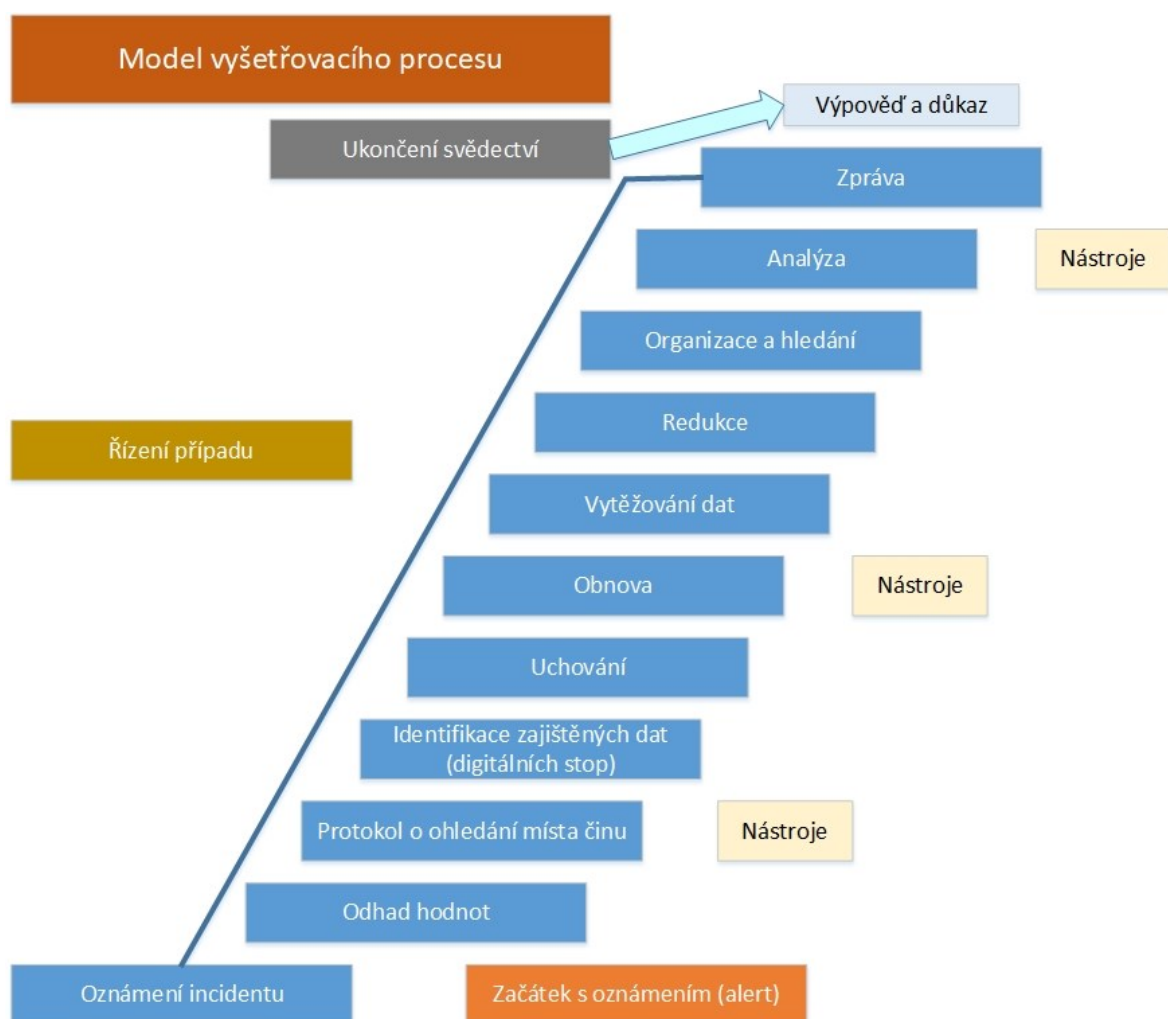 Model vyšetřovacího procesu
Výpověď a důkaz
Ukončení svědectví
Zpráva
Analýza
Nástroje
Organizace a hledání
Redukce
Řízení případu
Vytěžování dat
Obnova
Nástroje
Uchování
Identifikace zajištěných dat
(digitálních stop)
Protokol o ohledání místa činu
Nástroje
Odhad hodnot
Oznámení incidentu
Začátek s oznámením (alert)